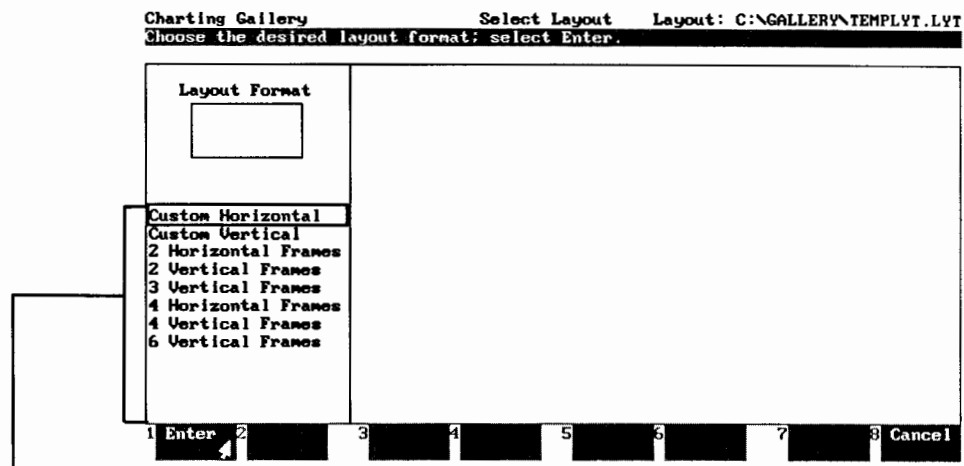 Charting Gallery Select Layout Layout: C:\GALLERY\TEMPLYT.LYT
Choose the desired layout format; select Enter.
Layout Format
Custom Horizontal
Custom Vertical
2 Horizontal Frames
2 Vertical Frames
3 Vertical Frames
4 Horizontal Frames
4 Vertical Frames
6 Vertical Frames
1 Enter 2 3 4 5 6 7 8 Cancel